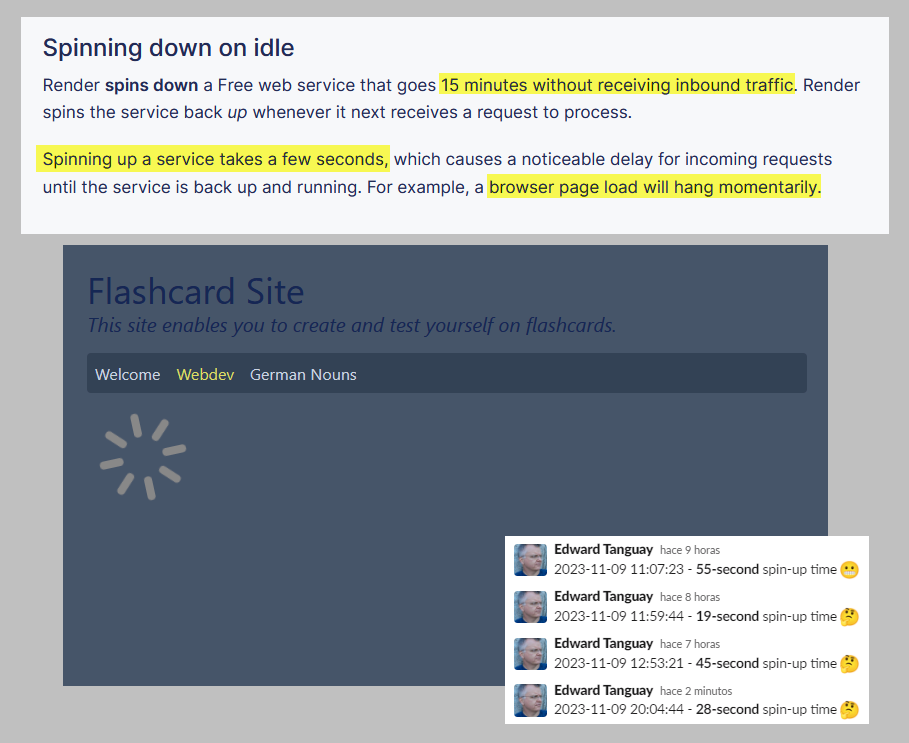 Spinning down on idle
Render spins down a Free web service that goes 15 minutes without receiving inbound traffic. Render
spins the service back up whenever it next receives a request to process.
Spinning up a service takes a few seconds, which causes a noticeable delay for incoming requests
until the service is back up and running. For example, a browser page load will hang momentarily.
Flashcard Site
This site enables you to create and test yourself on flashcards.
Welcome Webdev German Nouns
Edward Tanguay hace 9 horas
2023-11-09 11:07:23 - 55-second spin-up time 😬
Edward Tanguay hace 8 horas
2023-11-09 11:59:44 - 19-second spin-up time 🤔
Edward Tanguay hace 7 horas
2023-11-09 12:53:21 - 45-second spin-up time 🤔
Edward Tanguay hace 2 minutos
2023-11-09 20:04:44 - 28-second spin-up time 🤔